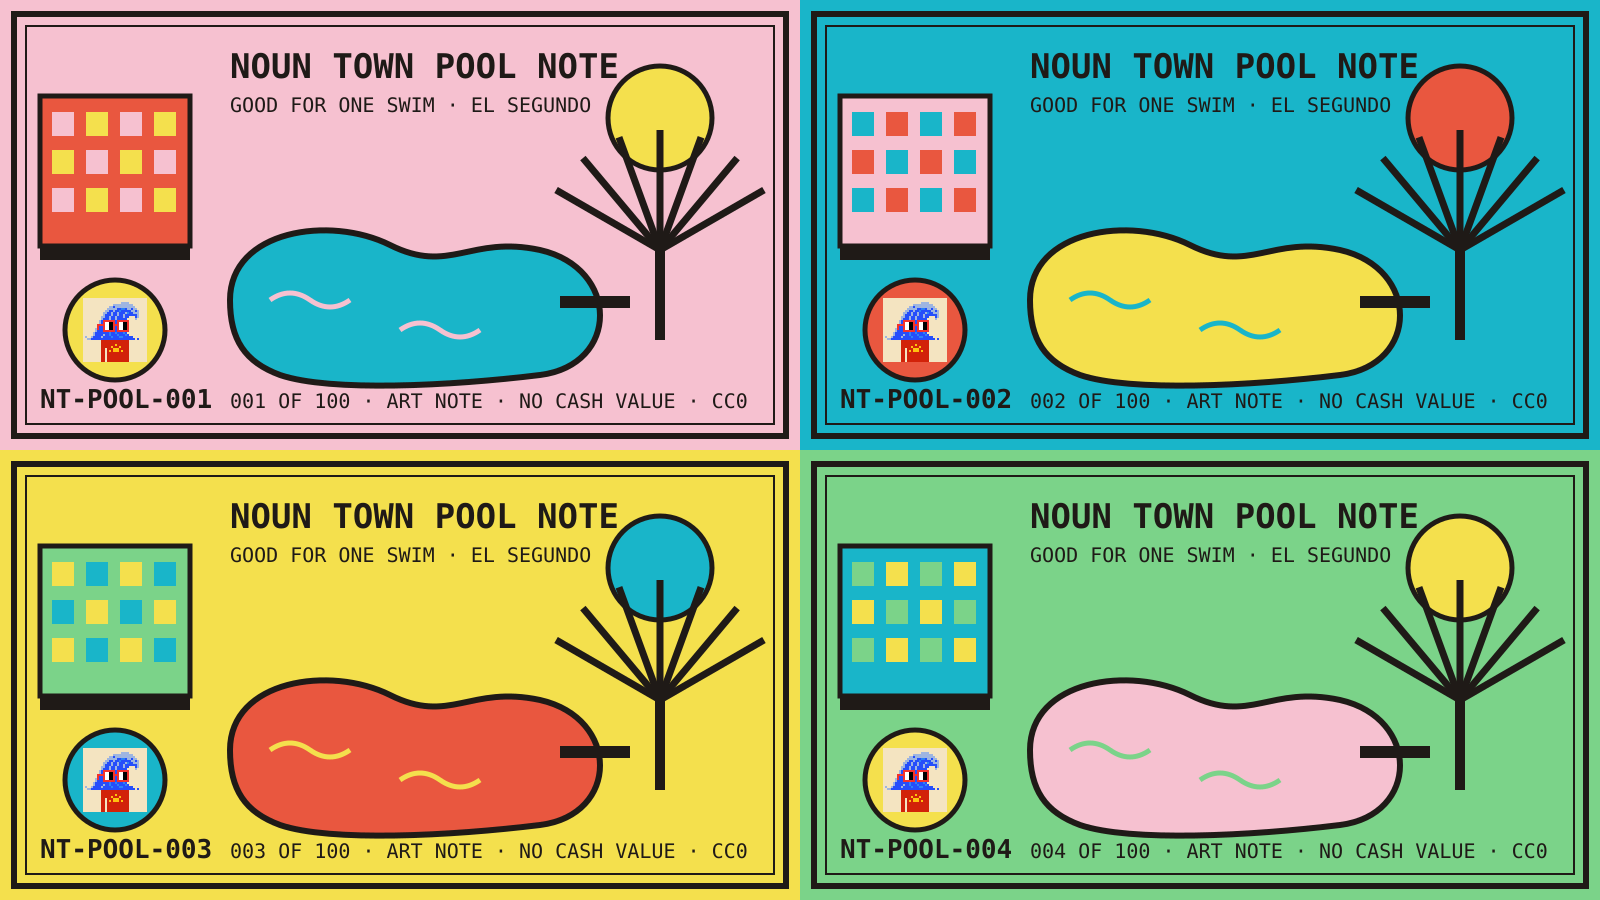 NOUN TOWN POOL NOTE
GOOD FOR ONE SWIM · EL SEGUNDO
NT-POOL-001
001 OF 100 · ART NOTE · NO CASH VALUE · CC0
NOUN TOWN POOL NOTE
GOOD FOR ONE SWIM · EL SEGUNDO
NT-POOL-002
002 OF 100 · ART NOTE · NO CASH VALUE · CC0
NOUN TOWN POOL NOTE
GOOD FOR ONE SWIM · EL SEGUNDO
NT-POOL-003
003 OF 100 · ART NOTE · NO CASH VALUE · CC0
NOUN TOWN POOL NOTE
GOOD FOR ONE SWIM · EL SEGUNDO
NT-POOL-004
004 OF 100 · ART NOTE · NO CASH VALUE · CC0